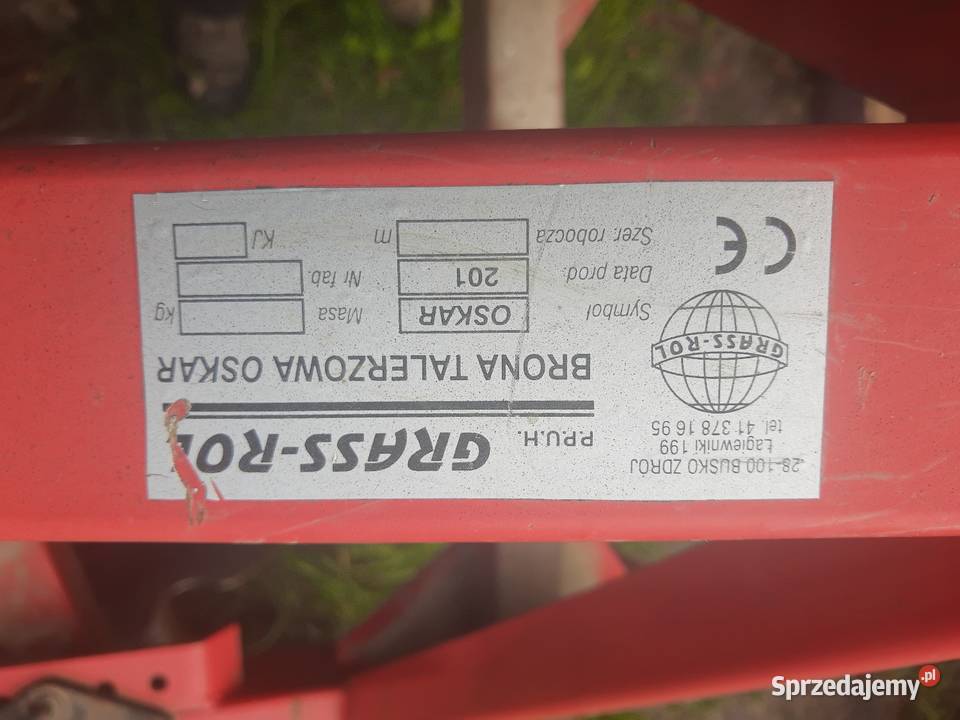 P.P.U.H. GRASS-ROL
28-100 BUSKO ZDRÓJ
Łagiewniki 199
tel. 41 378 16 95
GRASS-ROL
BRONA TALERZOWA OSKAR
Symbol OSKAR Masa kg
Data prod. 201 Nr fab.
Szer. robocza m KJ
CE
Sprzedajemy.pl